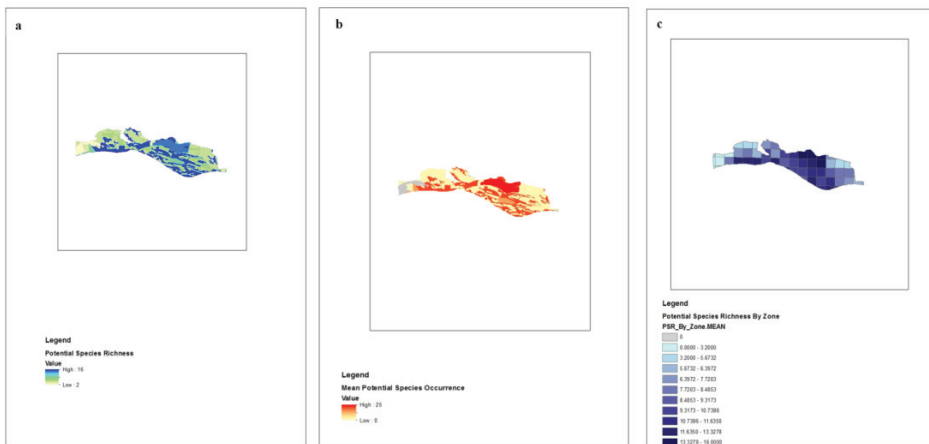 a
Legend
Potential Species Richness
Value
High : 16
Low : 2
b
Legend
Mean Potential Species Occurrence
Value
High : 25
Low : 0
c
Legend
Potential Species Richness By Zone
PSR_By_Zone.MEAN
0
0.0000 - 3.2000
3.2000 - 5.6732
5.6732 - 6.3972
6.3972 - 7.7203
7.7203 - 8.4853
8.4853 - 9.3173
9.3173 - 10.7386
10.7386 - 11.6350
11.6350 - 13.3278
13.3278 - 16.0000